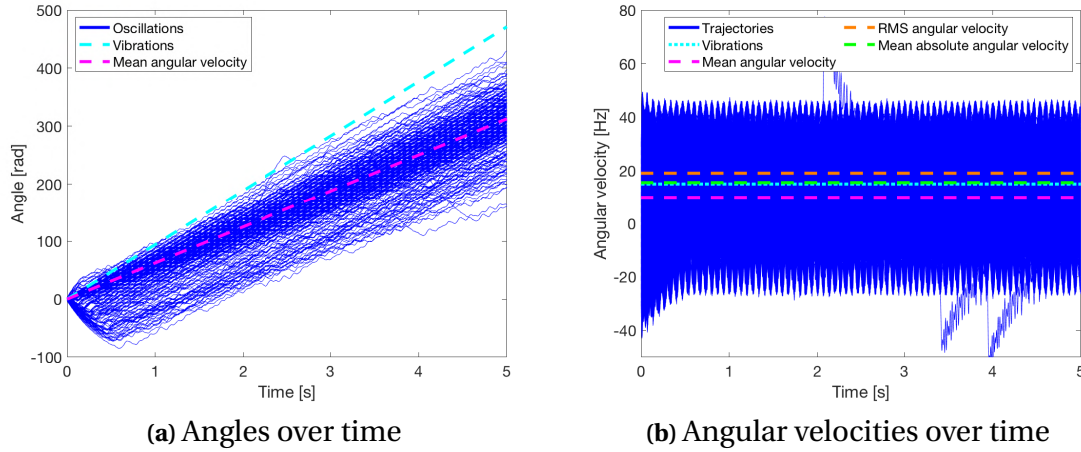 500
400
300
200
100
0
-100
Angle [rad]
Oscillations
Vibrations
Mean angular velocity
0 1 2 3 4 5
Time [s]
(a) Angles over time
80
60
40
20
0
-20
-40
Angular velocity [Hz]
Trajectories
Vibrations
Mean angular velocity
RMS angular velocity
Mean absolute angular velocity
0 1 2 3 4 5
Time [s]
(b) Angular velocities over time